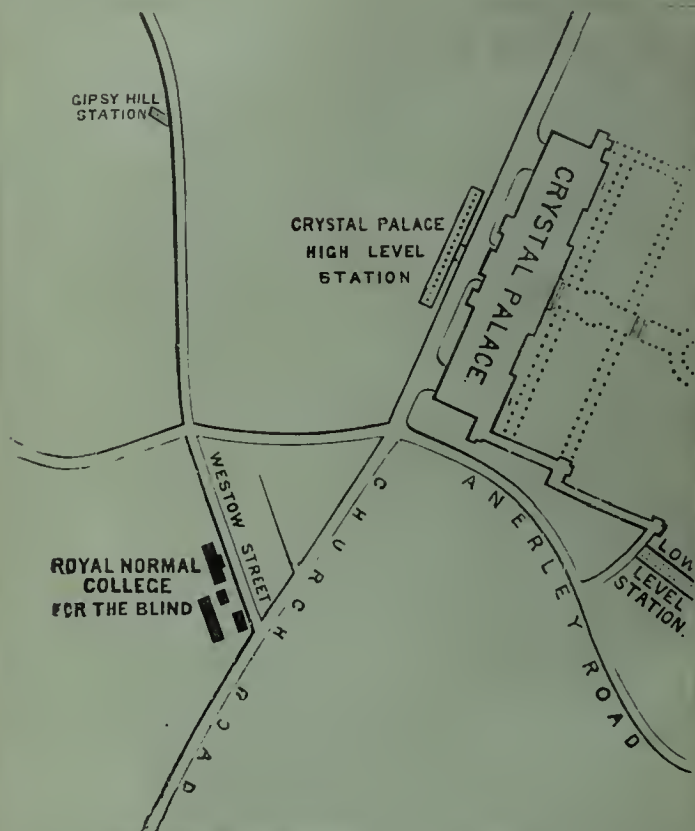 GIPSY HILL
STATION
CRYSTAL PALACE
HIGH LEVEL
STATION
CRYSTAL PALACE.
WESTOW STREET
CHURCH ROAD
ANERLEY ROAD
ROYAL NORMAL
COLLEGE
FOR THE BLIND
LOW
LEVEL
STATION.